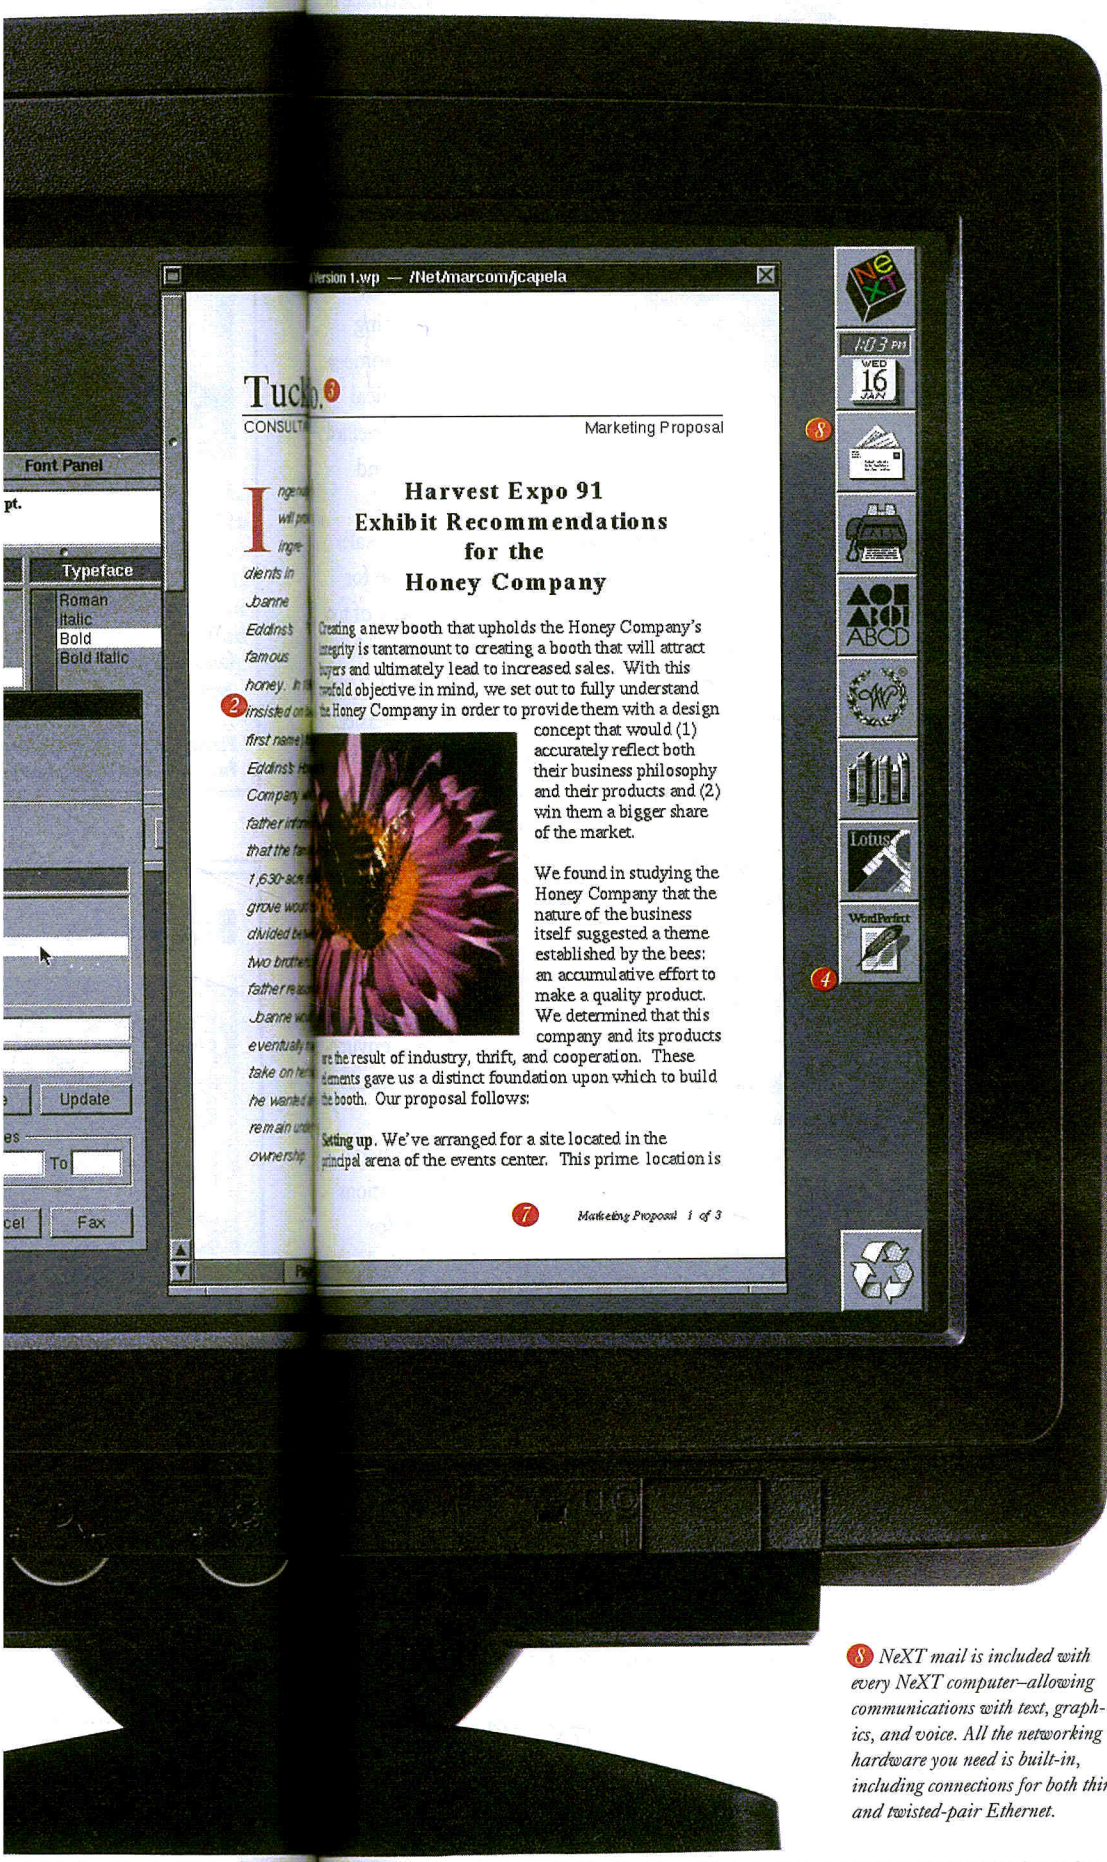 Version 1.wp — /Net/marcom/jcapela
NeXT
1:03 PM
WED
16
JAN
3
CONSULT
Marketing Proposal
8
Font Panel
pt.
Typeface
Roman
Italic
Bold
Bold Italic
I
will
Ingre
dients in
Joanne
Eddins's
famous
honey.
2
insisted on
first name)
Eddins's
Company
father
that the
1,630-acre
grove
divided
two brothers
father
Joanne
eventually
take on
he wanted
remain
ownership
Harvest Expo 91
Exhibit Recommendations
for the
Honey Company
Creating a new booth that upholds the Honey Company's
integrity is tantamount to creating a booth that will attract
buyers and ultimately lead to increased sales. With this
twofold objective in mind, we set out to fully understand
the Honey Company in order to provide them with a design
concept that would (1)
accurately reflect both
their business philosophy
and their products and (2)
win them a bigger share
of the market.
We found in studying the
Honey Company that the
nature of the business
itself suggested a theme
established by the bees:
an accumulative effort to
make a quality product.
We determined that this
company and its products
are the result of industry, thrift, and cooperation. These
elements gave us a distinct foundation upon which to build
the booth. Our proposal follows:
Setting up. We've arranged for a site located in the
principal arena of the events center. This prime location is
7
Marketing Proposal 1 of 3
ABCD
W
Lotus
WordPerfect
4
Update
To
cel
Fax
8 NeXT mail is included with
every NeXT computer–allowing
communications with text, graph-
ics, and voice. All the networking
hardware you need is built-in,
including connections for both thin
and twisted-pair Ethernet.